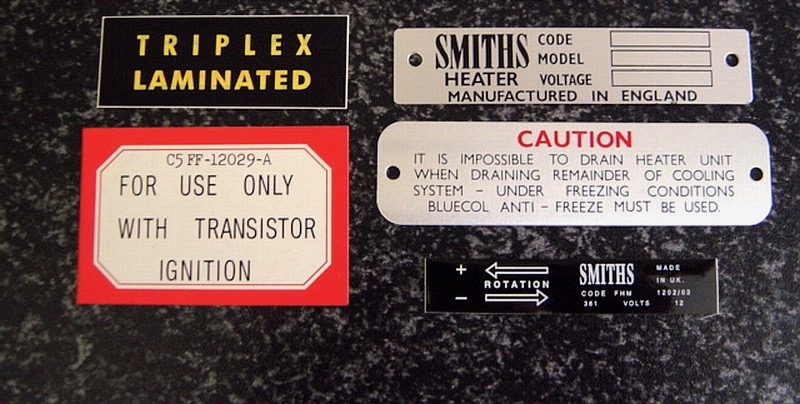 TRIPLEX
LAMINATED
SMITHS CODE
MODEL
HEATER VOLTAGE
MANUFACTURED IN ENGLAND
C5FF-12029-A
FOR USE ONLY
WITH TRANSISTOR
IGNITION
CAUTION
IT IS IMPOSSIBLE TO DRAIN HEATER UNIT
WHEN DRAINING REMAINDER OF COOLING
SYSTEM - UNDER FREEZING CONDITIONS
BLUECOL ANTI-FREEZE MUST BE USED.
+ ROTATION -
SMITHS MADE
IN UK.
CODE FHM 1202/03
361 VOLTS 12